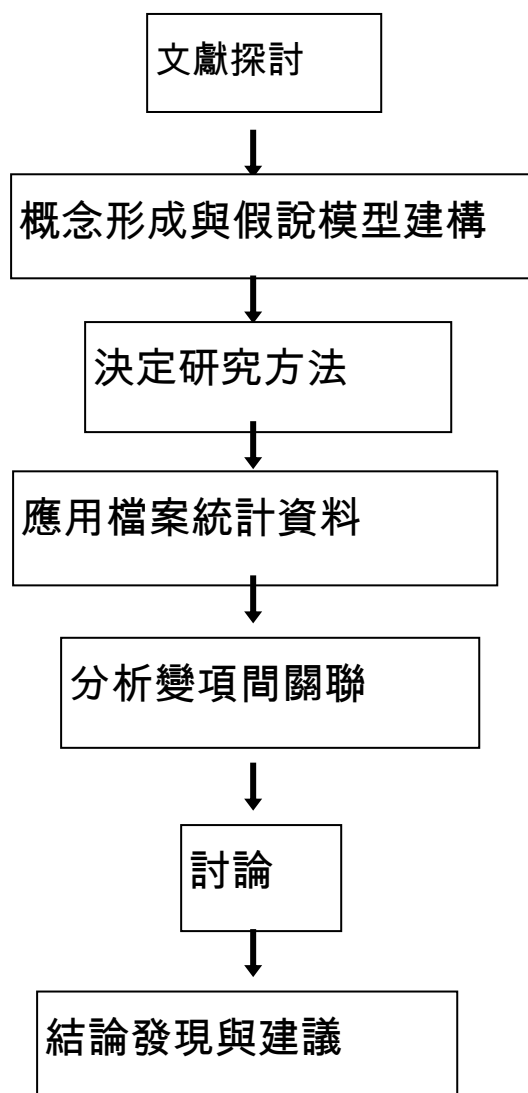 文獻探討
概念形成與假說模型建構
決定研究方法
應用檔案統計資料
分析變項間關聯
討論
結論發現與建議